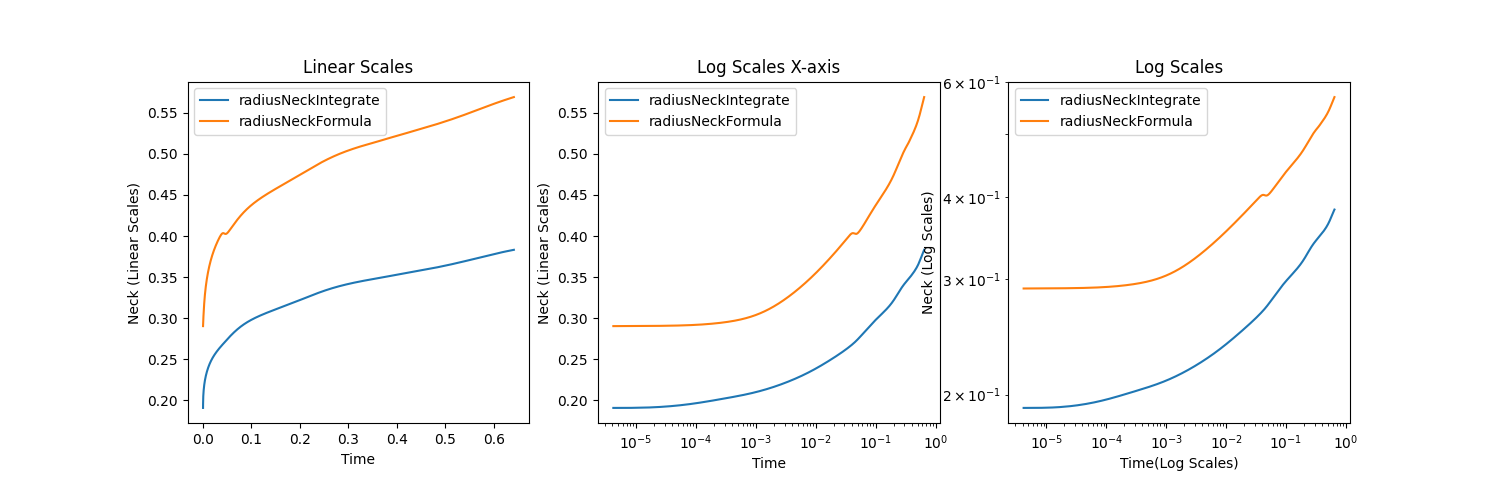 Linear Scales
radiusNeckIntegrate
radiusNeckFormula
0.55
0.50
0.45
0.40
0.35
0.30
0.25
0.20
Neck (Linear Scales)
0.0 0.1 0.2 0.3 0.4 0.5 0.6
Time
Log Scales X-axis
radiusNeckIntegrate
radiusNeckFormula
0.55
0.50
0.45
0.40
0.35
0.30
0.25
0.20
Neck (Linear Scales)
10⁻⁵ 10⁻⁴ 10⁻³ 10⁻² 10⁻¹ 10⁰
Time
Log Scales
radiusNeckIntegrate
radiusNeckFormula
6 × 10⁻¹
4 × 10⁻¹
3 × 10⁻¹
2 × 10⁻¹
Neck (Log Scales)
10⁻⁵ 10⁻⁴ 10⁻³ 10⁻² 10⁻¹ 10⁰
Time(Log Scales)